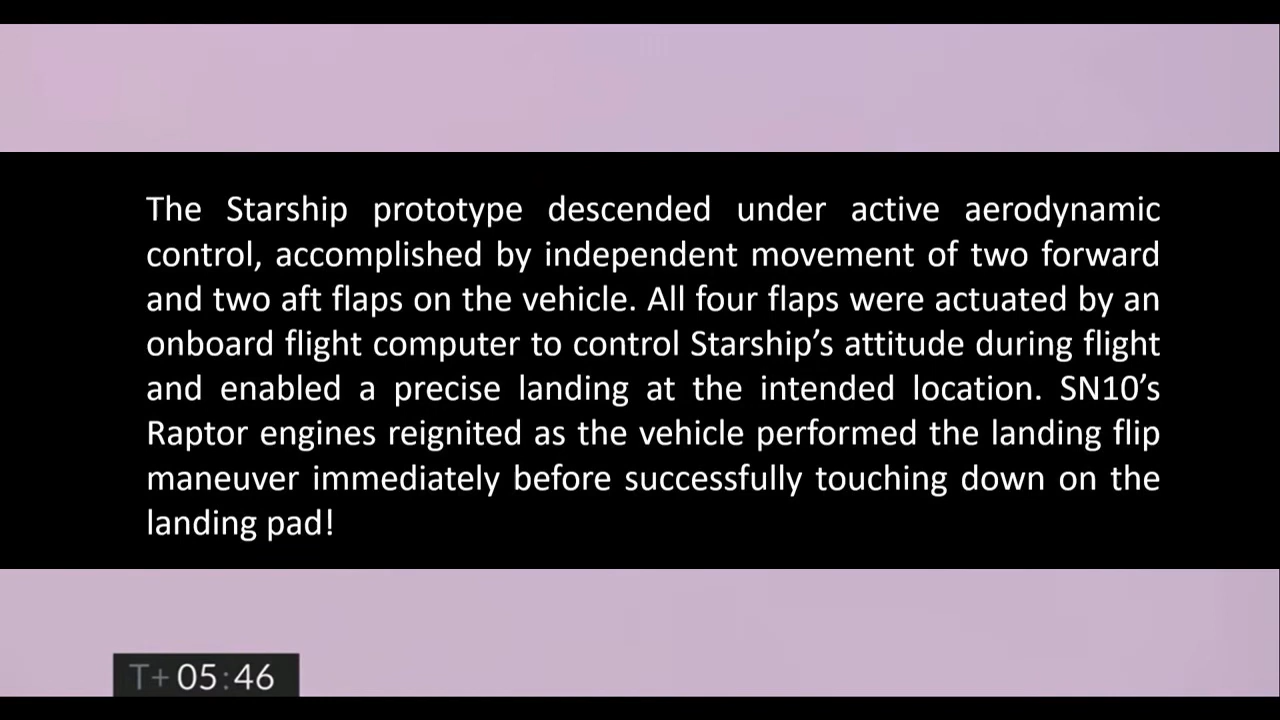 The Starship prototype descended under active aerodynamic
control, accomplished by independent movement of two forward
and two aft flaps on the vehicle. All four flaps were actuated by an
onboard flight computer to control Starship’s attitude during flight
and enabled a precise landing at the intended location. SN10’s
Raptor engines reignited as the vehicle performed the landing flip
maneuver immediately before successfully touching down on the
landing pad!
T+05:46